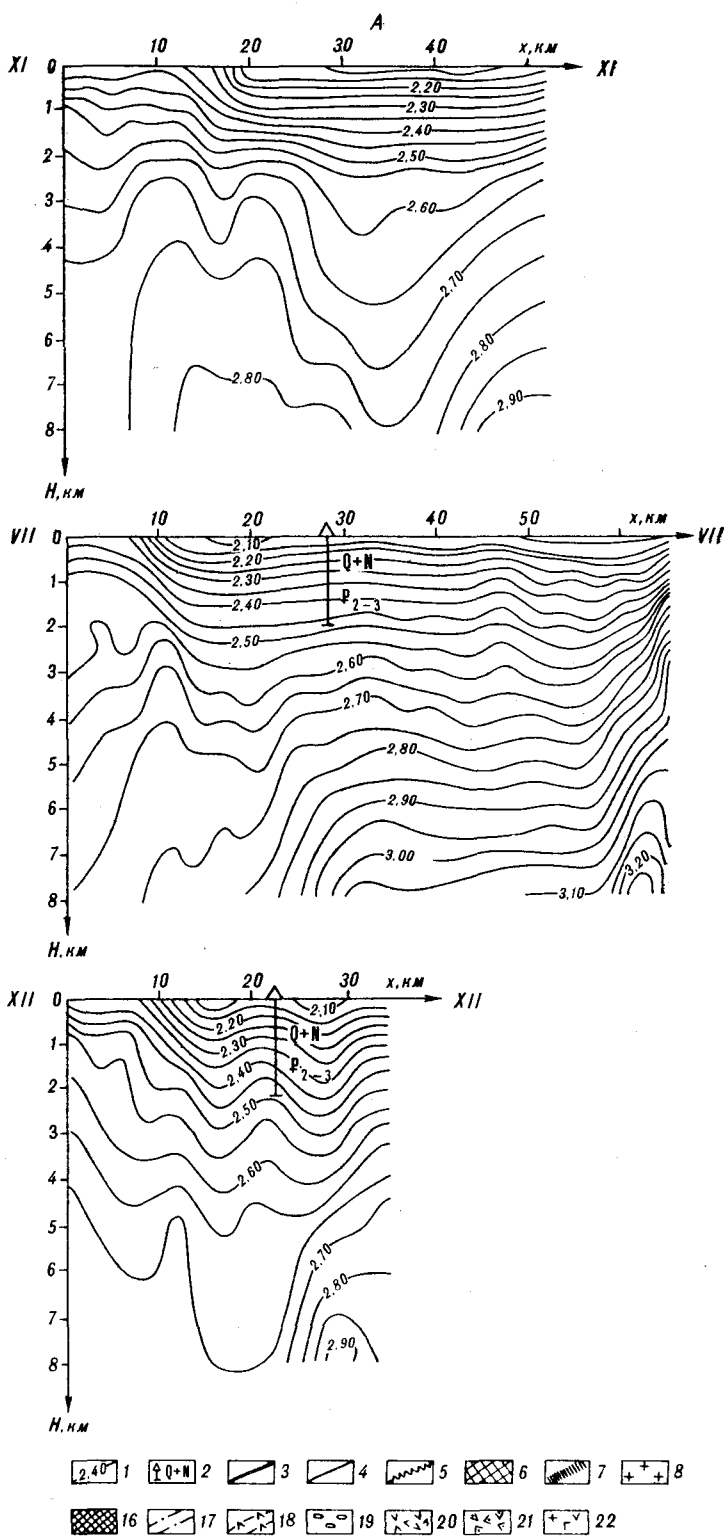 А
XI 0 10 20 30 40 x, км XI
2,20
1 2,30
2,40
2 2,50
3 2,60
4
5 2,70
6
7 2,80 2,80
2,90
8
H, км
VII 0 10 20 30 50 x, км VII
2,10
2,20 Q+N
1 2,30
2,40 ₽2-3
2 2,50
3 2,60
2,70
4
5 2,80
6 2,90
7 3,00 3,20
8 3,10
H, км
XII 0 10 20 30 x, км XII
2,10
2,20 Q+N
1 2,30
2,40 ₽2-3
2
2,50
3
4 2,60
5
2,70
6 2,80
7
2,90
8
H, км
2,40 1 Q+N 2 3 4 5 6 7 8
16 17 18 19 20 21 22